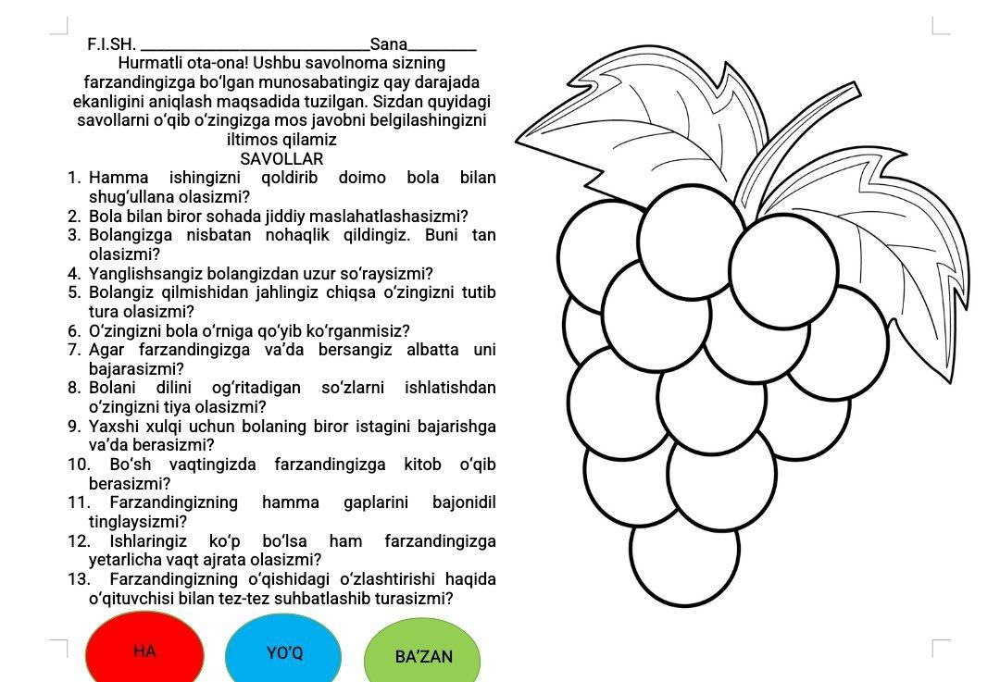 F.I.SH. ____________________________Sana_________
Hurmatli ota-ona! Ushbu savolnoma sizning
farzandingizga bo‘lgan munosabatingiz qay darajada
ekanligini aniqlash maqsadida tuzilgan. Sizdan quyidagi
savollarni o‘qib o‘zingizga mos javobni belgilashingizni
iltimos qilamiz
SAVOLLAR
1. Hamma ishingizni qoldirib doimo bola bilan
shug‘ullana olasizmi?
2. Bola bilan biror sohada jiddiy maslahatlashasizmi?
3. Bolangizga nisbatan nohaqlik qildingiz. Buni tan
olasizmi?
4. Yanglishsangiz bolangizdan uzur so‘raysizmi?
5. Bolangiz qilmishidan jahlingiz chiqsa o‘zingizni tutib
tura olasizmi?
6. O‘zingizni bola o‘rniga qo‘yib ko‘rganmisiz?
7. Agar farzandingizga va’da bersangiz albatta uni
bajarasizmi?
8. Bolani dilini og‘ritadigan so‘zlarni ishlatishdan
o‘zingizni tiya olasizmi?
9. Yaxshi xulqi uchun bolaning biror istagini bajarishga
va’da berasizmi?
10. Bo‘sh vaqtingizda farzandingizga kitob o‘qib
berasizmi?
11. Farzandingizning hamma gaplarini bajonidil
tinglaysizmi?
12. Ishlaringiz ko‘p bo‘lsa ham farzandingizga
yetarlicha vaqt ajrata olasizmi?
13. Farzandingizning o‘qishidagi o‘zlashtirishi haqida
o‘qituvchisi bilan tez-tez suhbatlashib turasizmi?
HA
YO’Q
BA’ZAN